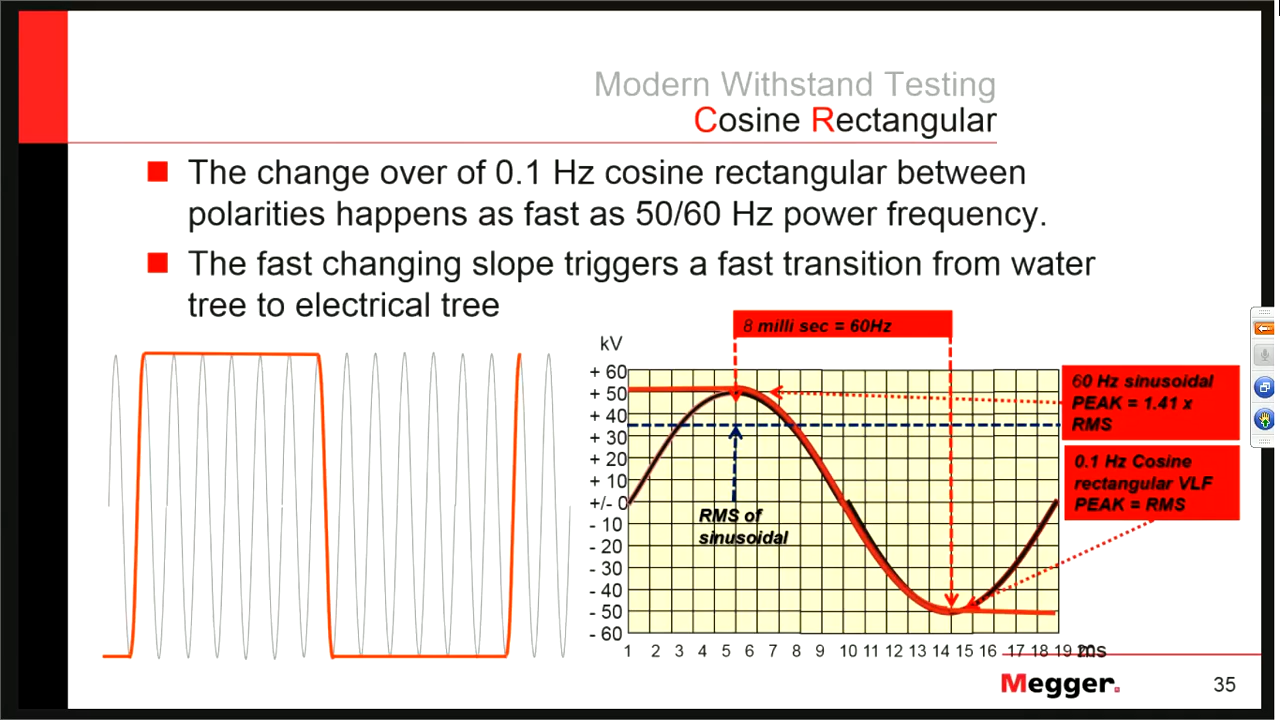 Modern Withstand Testing
Cosine Rectangular
The change over of 0.1 Hz cosine rectangular between
polarities happens as fast as 50/60 Hz power frequency.
The fast changing slope triggers a fast transition from water
tree to electrical tree
8 milli sec = 60Hz
kV
+ 60
+ 50
+ 40
+ 30
+ 20
+ 10
+/- 0
- 10
- 20
- 30
- 40
- 50
- 60
RMS of
sinusoidal
60 Hz sinusoidal
PEAK = 1.41 x
RMS
0.1 Hz Cosine
rectangular VLF
PEAK = RMS
1 2 3 4 5 6 7 8 9 10 11 12 13 14 15 16 17 18 19 ms
Megger.
35